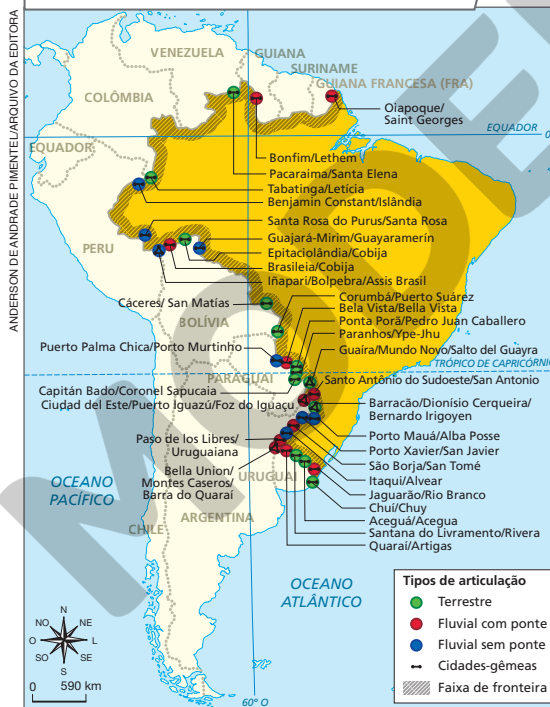 ANDERSON DE ANDRADE PIMENTEL/ARQUIVO DA EDITORA
VENEZUELA
GUIANA
SURINAME
GUIANA FRANCESA (FRA)
COLÔMBIA
Oiapoque/
Saint Georges
EQUADOR
0
EQUADOR
Bonfim/Lethem
Pacaraima/Santa Elena
Tabatinga/Letícia
Benjamin Constant/Islândia
Santa Rosa do Purus/Santa Rosa
PERU
Guajará-Mirim/Guayaramerín
Epitaciolândia/Cobija
Brasileia/Cobija
Iñapari/Bolpebra/Assis Brasil
Cáceres/ San Matías
Corumbá/Puerto Suárez
BOLÍVIA
Bela Vista/Bella Vista
Ponta Porã/Pedro Juan Caballero
Paranhos/Ype-Jhu
Puerto Palma Chica/Porto Murtinho
Guaíra/Mundo Novo/Salto del Guayra
TRÓPICO DE CAPRICÓRNIO
PARAGUAI
Santo Antônio do Sudoeste/San Antonio
Capitán Bado/Coronel Sapucaia
Ciudad del Este/Puerto Iguazú/Foz do Iguaçu
Barracão/Dionísio Cerqueira/
Bernardo Irigoyen
Paso de los Libres/
Uruguaiana
Porto Mauá/Alba Posse
Porto Xavier/San Javier
São Borja/San Tomé
Bella Union/
Montes Caseros/
Barra do Quaraí
Itaqui/Alvear
Jaguarão/Rio Branco
Chuí/Chuy
Aceguá/Acegua
Santana do Livramento/Rivera
Quaraí/Artigas
URUGUAI
OCEANO
PACÍFICO
ARGENTINA
CHILE
OCEANO
ATLÂNTICO
Tipos de articulação
Terrestre
Fluvial com ponte
Fluvial sem ponte
Cidades-gêmeas
Faixa de fronteira
N
NO
NE
O
L
SO
SE
S
0
590 km
60° O